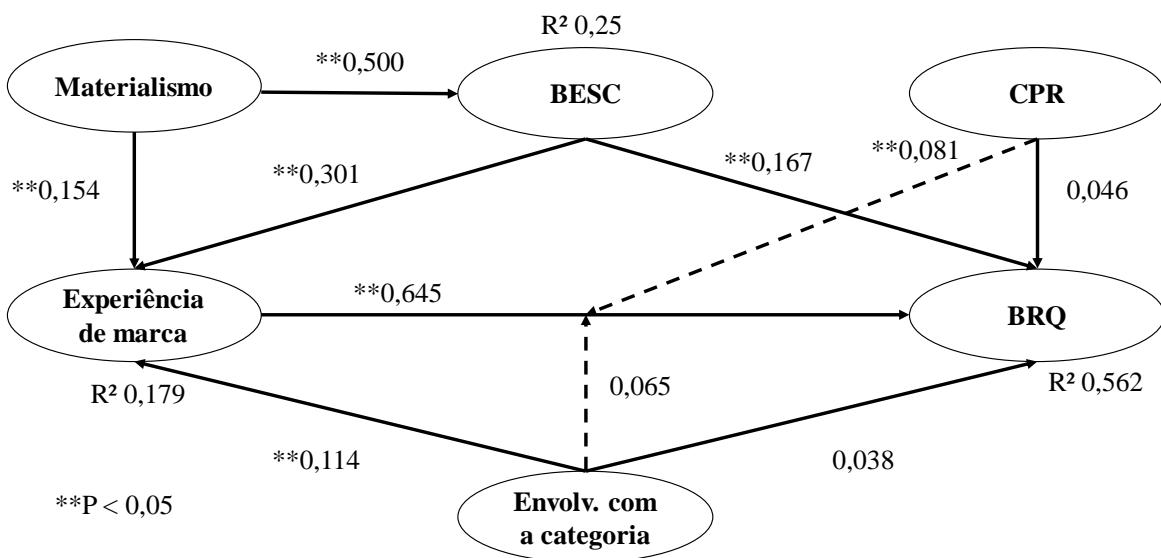 R² 0,25
**0,500
Materialismo
BESC
CPR
**0,154
**0,301
**0,167
**0,081
0,046
Experiência
de marca
**0,645
BRQ
R² 0,179
0,065
R² 0,562
**0,114
0,038
**P < 0,05
Envolv. com
a categoria